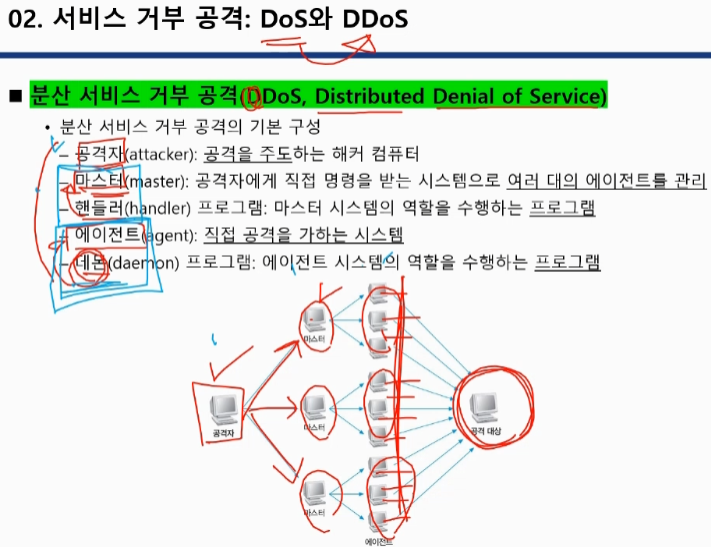 02. 서비스 거부 공격: DoS와 DDoS
■ 분산 서비스 거부 공격(DDoS, Distributed Denial of Service)
• 분산 서비스 거부 공격의 기본 구성
– 공격자(attacker): 공격을 주도하는 해커 컴퓨터
– 마스터(master): 공격자에게 직접 명령을 받는 시스템으로 여러 대의 에이전트를 관리
– 핸들러(handler) 프로그램: 마스터 시스템의 역할을 수행하는 프로그램
– 에이전트(agent): 직접 공격을 가하는 시스템
– 데몬(daemon) 프로그램: 에이전트 시스템의 역할을 수행하는 프로그램
마스터
공격자
마스터
공격 대상
마스터
에이전트